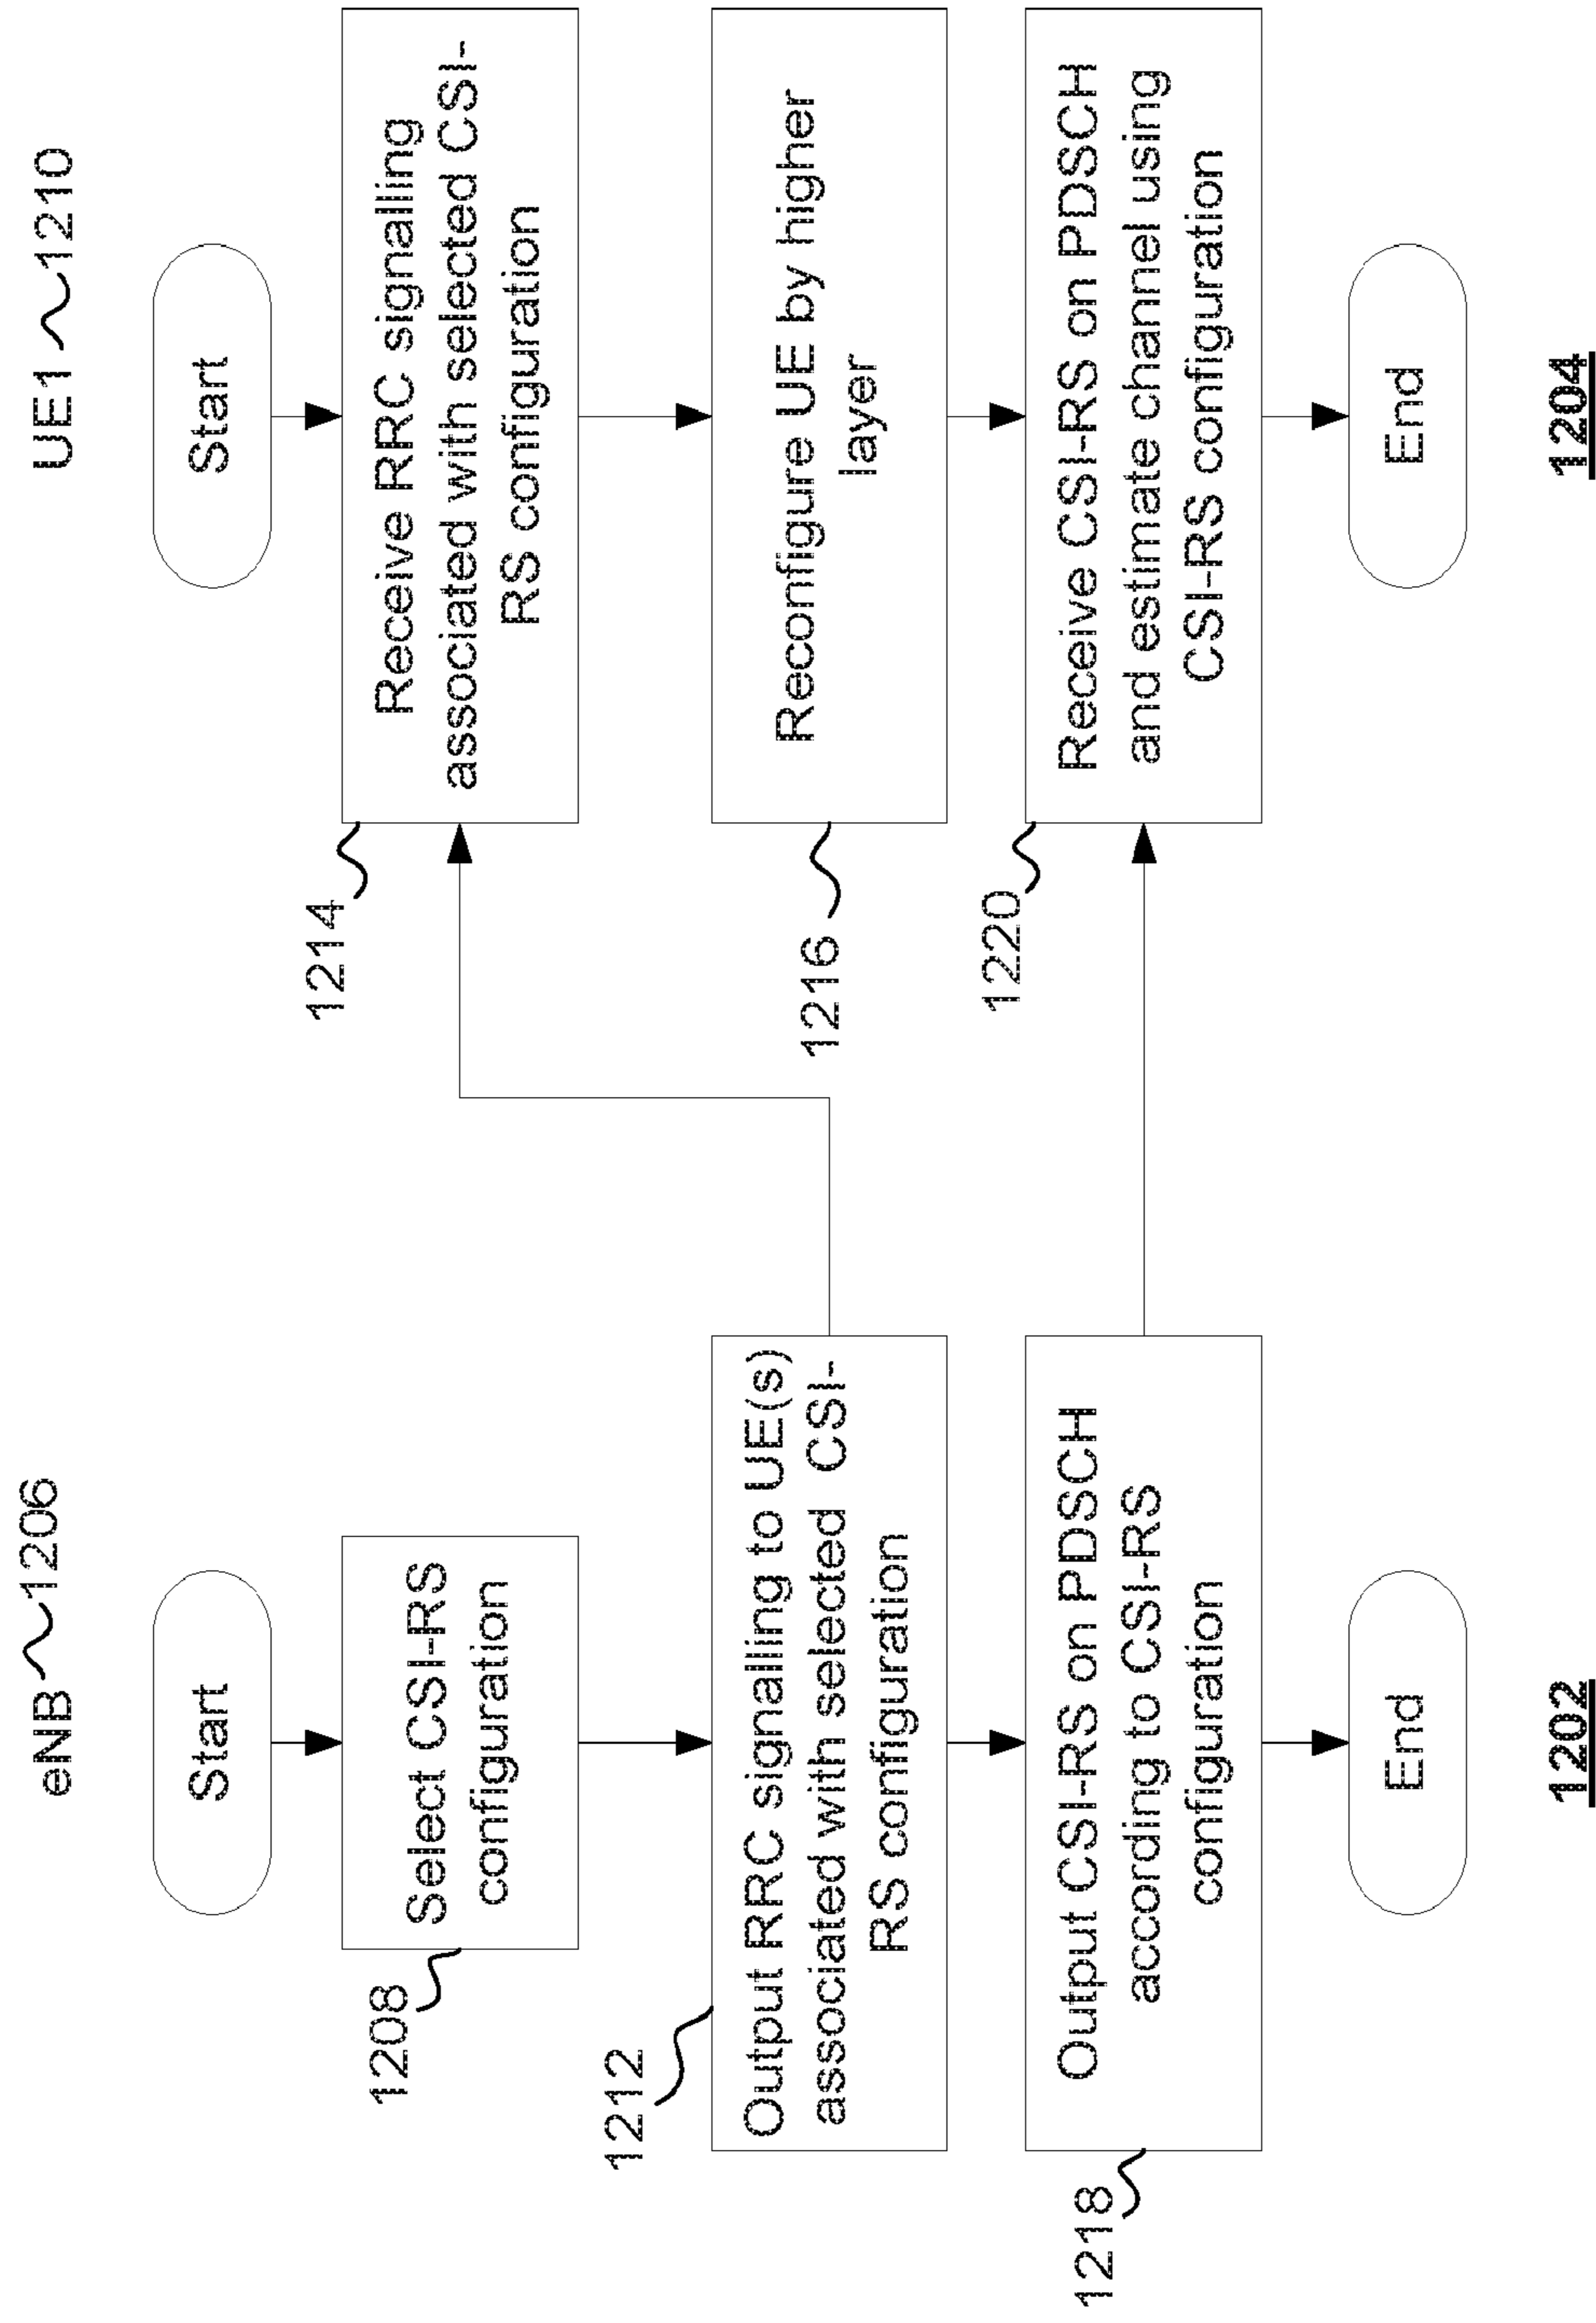 eNB 1206
Start
1208
Select CSI-RS
configuration
1212
Output RRC signalling to UE(s)
associated with selected CSI-
RS configuration
1218
Output CSI-RS on PDSCH
according to CSI-RS
configuration
End
1202
UE1 1210
Start
1214
Receive RRC signalling
associated with selected CSI-
RS configuration
1216
Reconfigure UE by higher
layer
1220
Receive CSI-RS on PDSCH
and estimate channel using
CSI-RS configuration
End
1204